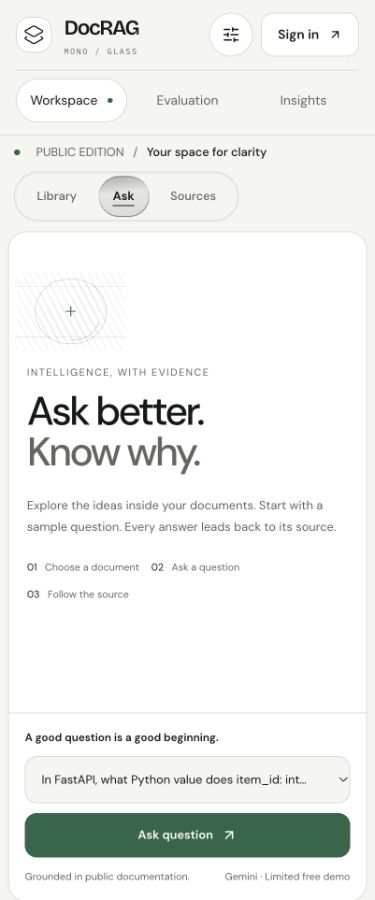 DocRAG
MONO / GLASS
Sign in
Workspace
Evaluation
Insights
PUBLIC EDITION / Your space for clarity
Library
Ask
Sources
INTELLIGENCE, WITH EVIDENCE
Ask better.
Know why.
Explore the ideas inside your documents. Start with a
sample question. Every answer leads back to its source.
01 Choose a document 02 Ask a question
03 Follow the source
A good question is a good beginning.
In FastAPI, what Python value does item_id: int...
Ask question
Grounded in public documentation.
Gemini · Limited free demo